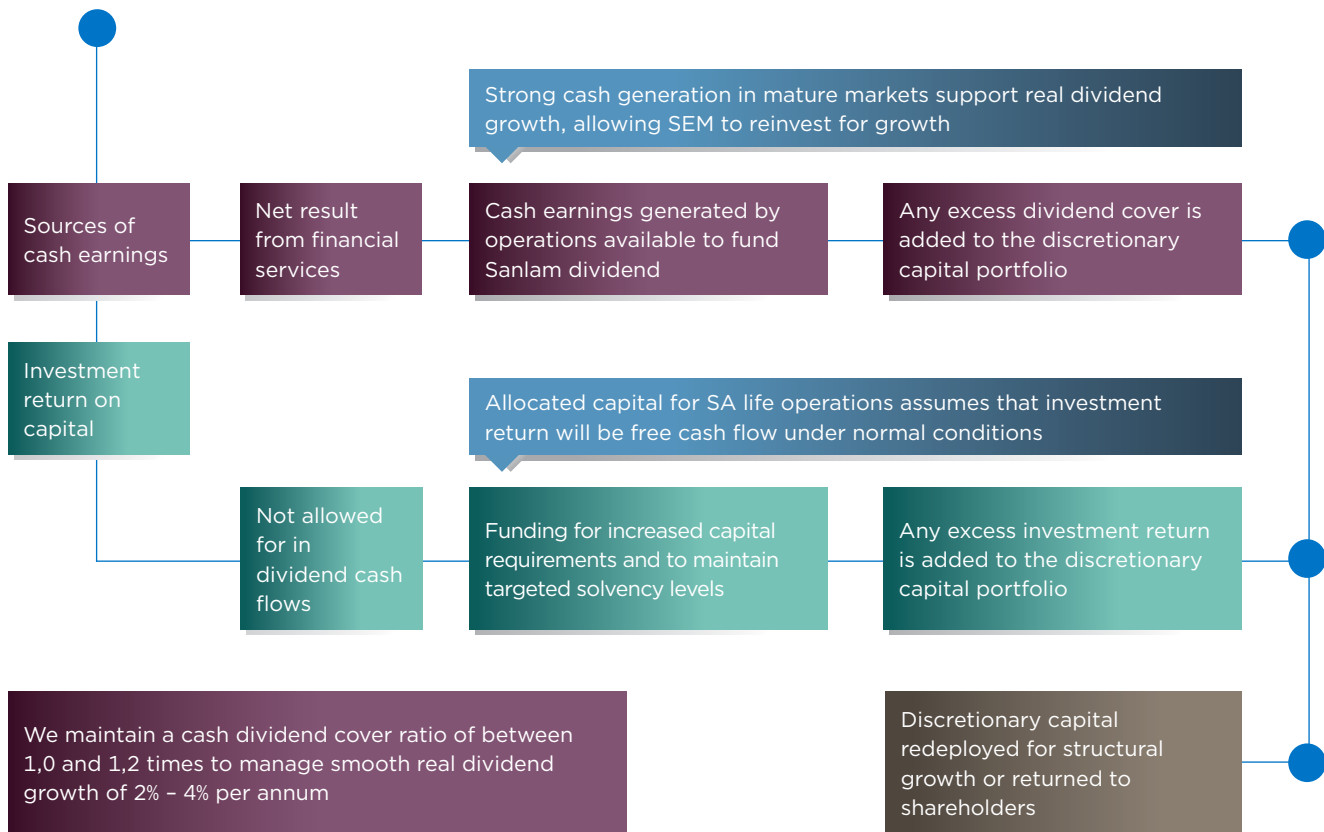 Strong cash generation in mature markets support real dividend
growth, allowing SEM to reinvest for growth
Sources of
cash earnings
Net result
from financial
services
Cash earnings generated by
operations available to fund
Sanlam dividend
Any excess dividend cover is
added to the discretionary
capital portfolio
Investment
return on
capital
Allocated capital for SA life operations assumes that investment
return will be free cash flow under normal conditions
Not allowed
for in
dividend cash
flows
Funding for increased capital
requirements and to maintain
targeted solvency levels
Any excess investment return
is added to the discretionary
capital portfolio
We maintain a cash dividend cover ratio of between
1,0 and 1,2 times to manage smooth real dividend
growth of 2% – 4% per annum
Discretionary capital
redeployed for structural
growth or returned to
shareholders